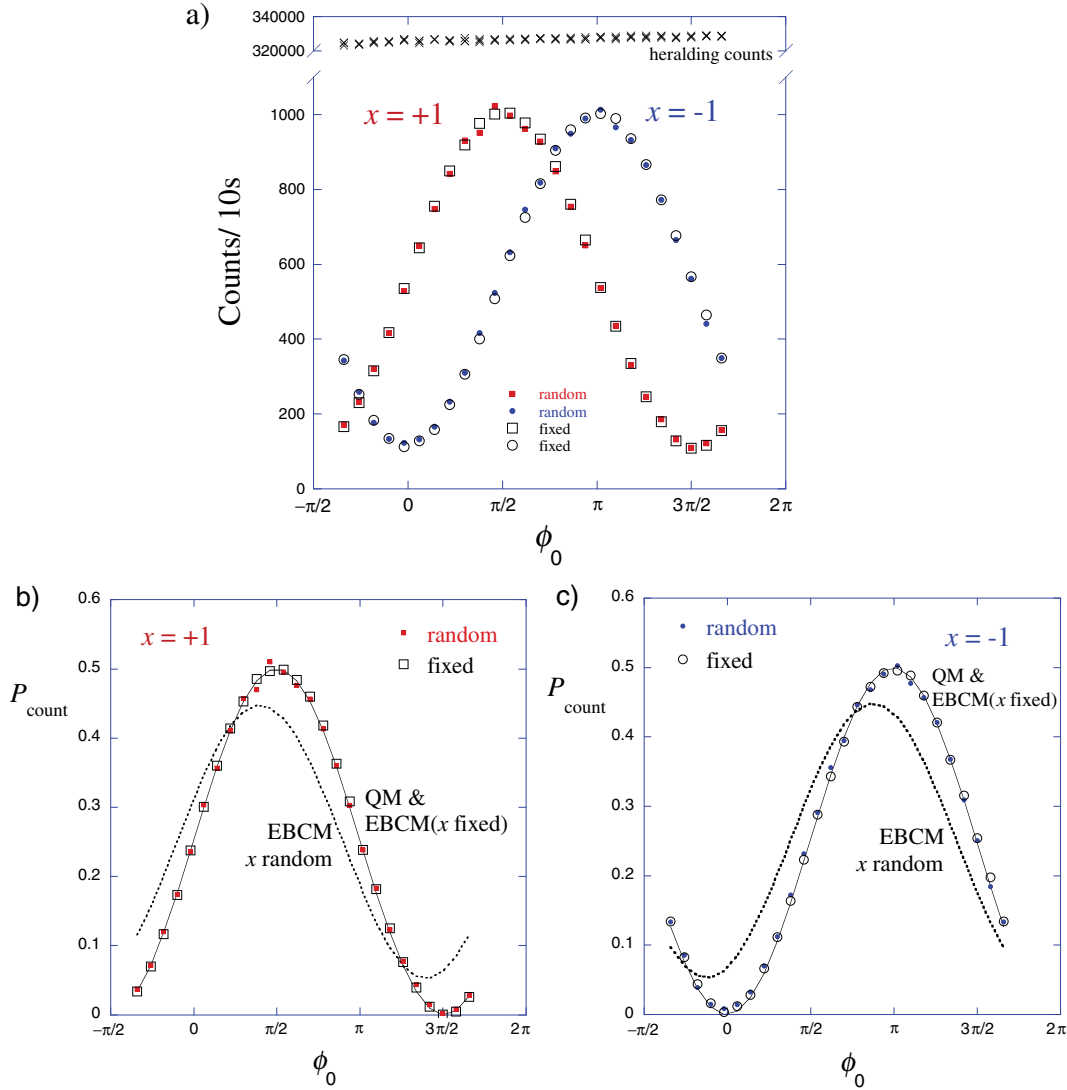 a)
340000
320000
heralding counts
x = +1
x = -1
1000
800
600
400
200
0
Counts/ 10s
random
random
fixed
fixed
−π/2
0
π/2
π
3π/2
2π
ϕ0
b)
0.6
0.5
0.4
0.3
0.2
0.1
0
Pcount
x = +1
random
fixed
QM &
EBCM(x fixed)
EBCM
x random
−π/2
0
π/2
π
3π/2
2π
ϕ0
c)
0.6
0.5
0.4
0.3
0.2
0.1
0
Pcount
random
fixed
x = -1
QM &
EBCM(x fixed)
EBCM
x random
−π/2
0
π/2
π
3π/2
2π
ϕ0